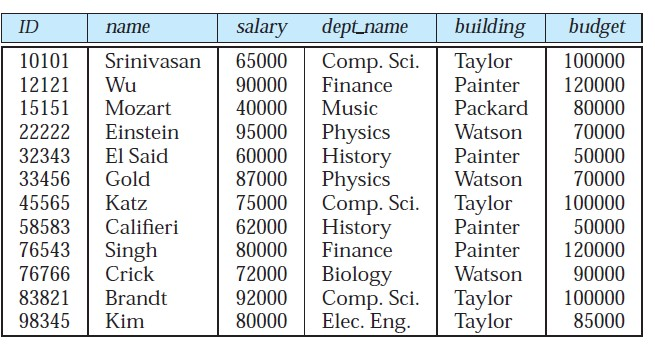 ID name salary dept_name building budget
10101 Srinivasan 65000 Comp. Sci. Taylor 100000
12121 Wu 90000 Finance Painter 120000
15151 Mozart 40000 Music Packard 80000
22222 Einstein 95000 Physics Watson 70000
32343 El Said 60000 History Painter 50000
33456 Gold 87000 Physics Watson 70000
45565 Katz 75000 Comp. Sci. Taylor 100000
58583 Califieri 62000 History Painter 50000
76543 Singh 80000 Finance Painter 120000
76766 Crick 72000 Biology Watson 90000
83821 Brandt 92000 Comp. Sci. Taylor 100000
98345 Kim 80000 Elec. Eng. Taylor 85000